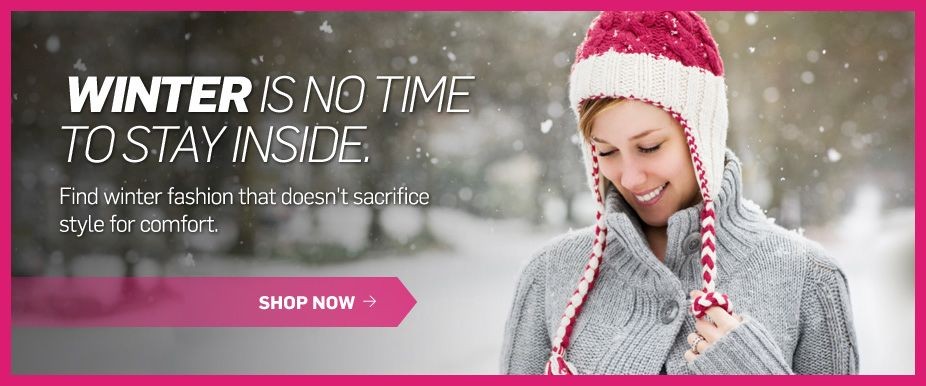 WINTER IS NO TIME
TO STAY INSIDE.
Find winter fashion that doesn't sacrifice
style for comfort.
SHOP NOW →